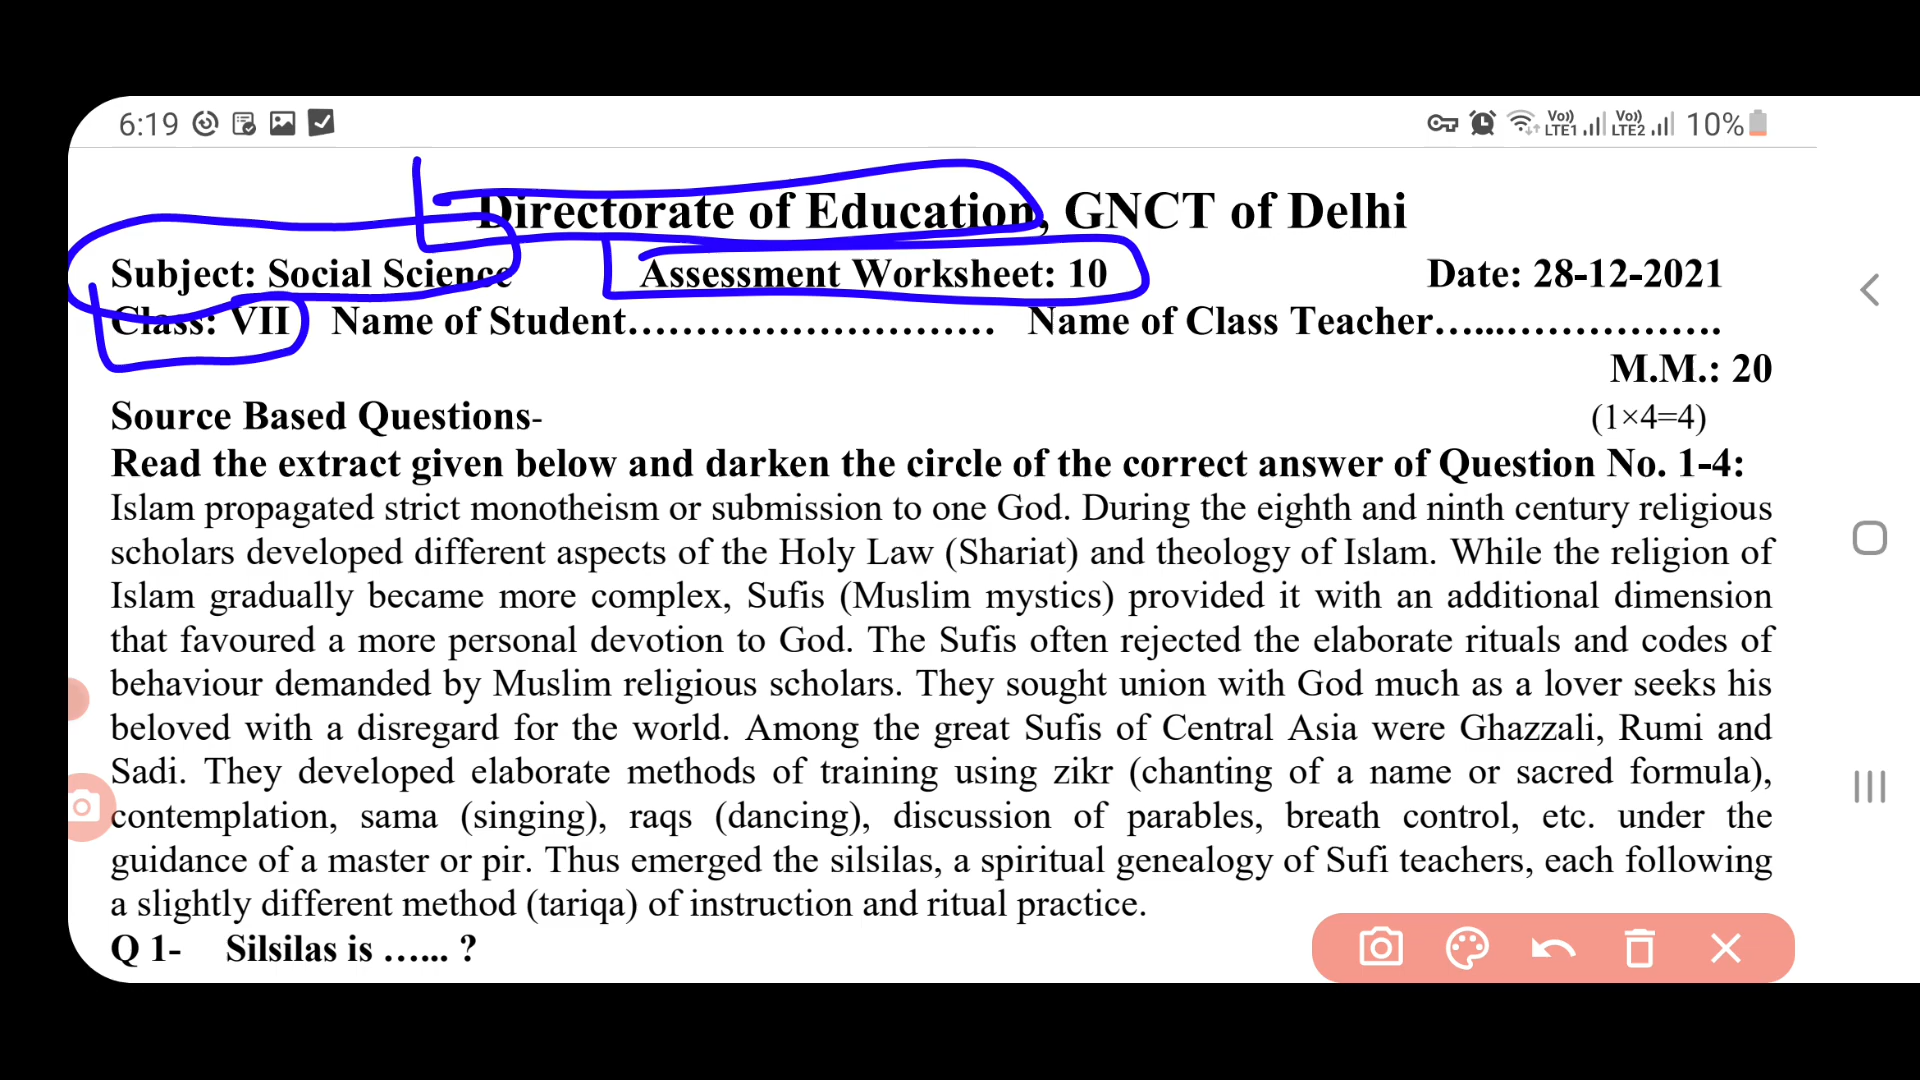 6:19 Vo)) LTE1 Vo)) LTE2 10%
Directorate of Education, GNCT of Delhi
Subject: Social Science Assessment Worksheet: 10 Date: 28-12-2021
Class: VII Name of Student……………………… Name of Class Teacher…...…………….
M.M.: 20
Source Based Questions- (1×4=4)
Read the extract given below and darken the circle of the correct answer of Question No. 1-4:
Islam propagated strict monotheism or submission to one God. During the eighth and ninth century religious
scholars developed different aspects of the Holy Law (Shariat) and theology of Islam. While the religion of
Islam gradually became more complex, Sufis (Muslim mystics) provided it with an additional dimension
that favoured a more personal devotion to God. The Sufis often rejected the elaborate rituals and codes of
behaviour demanded by Muslim religious scholars. They sought union with God much as a lover seeks his
beloved with a disregard for the world. Among the great Sufis of Central Asia were Ghazzali, Rumi and
Sadi. They developed elaborate methods of training using zikr (chanting of a name or sacred formula),
contemplation, sama (singing), raqs (dancing), discussion of parables, breath control, etc. under the
guidance of a master or pir. Thus emerged the silsilas, a spiritual genealogy of Sufi teachers, each following
a slightly different method (tariqa) of instruction and ritual practice.
Q 1- Silsilas is …... ?